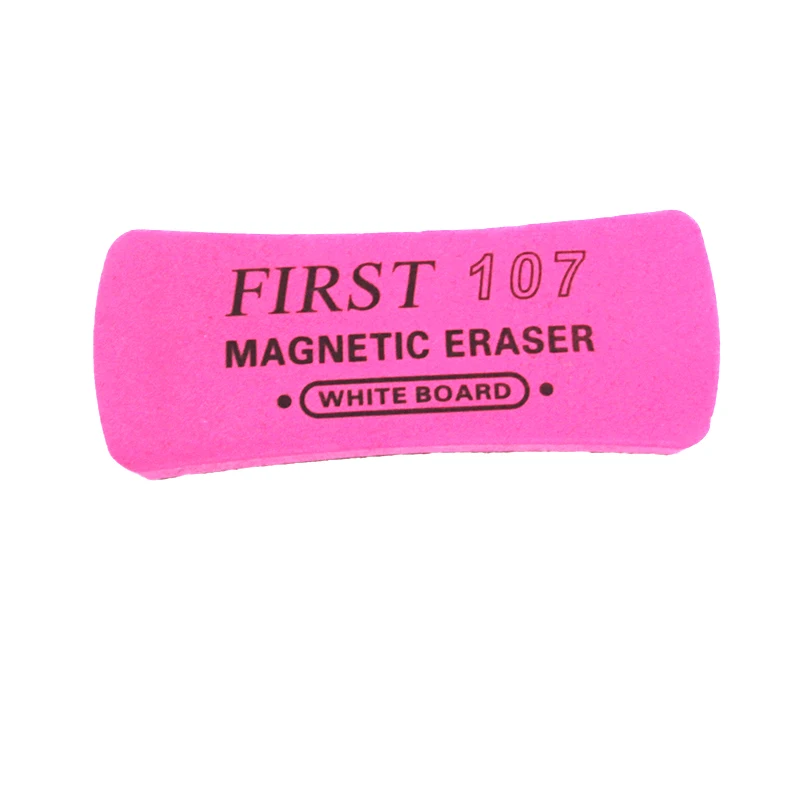 FIRST 107
MAGNETIC ERASER
• WHITE BOARD •